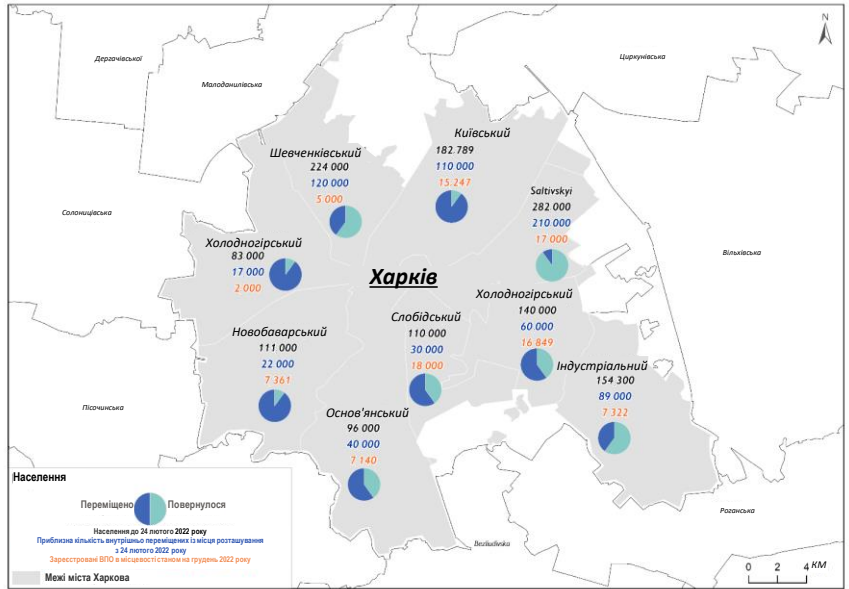 N
Дергачівської
Циркунівська
Малоданилівська
Київський
182.789
110 000
15.247
Шевченківський
224 000
120 000
5 000
Saltivskyi
282 000
210 000
17 000
Солоницівська
Вільхівська
Холодногірський
83 000
17 000
2 000
Харків
Холодногірський
140 000
60 000
16 849
Слобідський
110 000
30 000
18 000
Новобаварський
111 000
22 000
7 361
Індустріальний
154 300
89 000
7 322
Пісочинська
Основ'янський
96 000
40 000
7 140
Роганська
Bezliudivska
Населення
Переміщено Повернулося
Населення до 24 лютого 2022 року
Приблизна кількість внутрішньо переміщених із місця розташування
з 24 лютого 2022 року
Зареєстровані ВПО в місцевості станом на грудень 2022 року
Межі міста Харкова
0 2 4 КМ